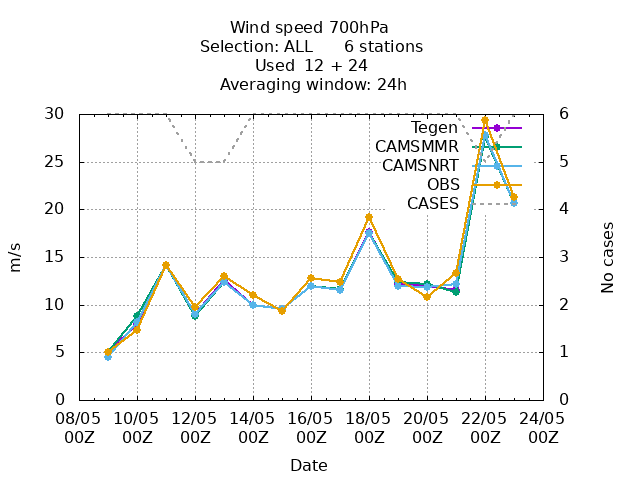 Wind speed 700hPa
Selection: ALL 6 stations
Used 12 + 24
Averaging window: 24h
30 6
Tegen
CAMSMMR
25 5
CAMSNRT
OBS
CASES
20 4
m/s
15 3
No cases
10 2
5 1
0 0
08/05 10/05 12/05 14/05 16/05 18/05 20/05 22/05 24/05
00Z 00Z 00Z 00Z 00Z 00Z 00Z 00Z 00Z
Date